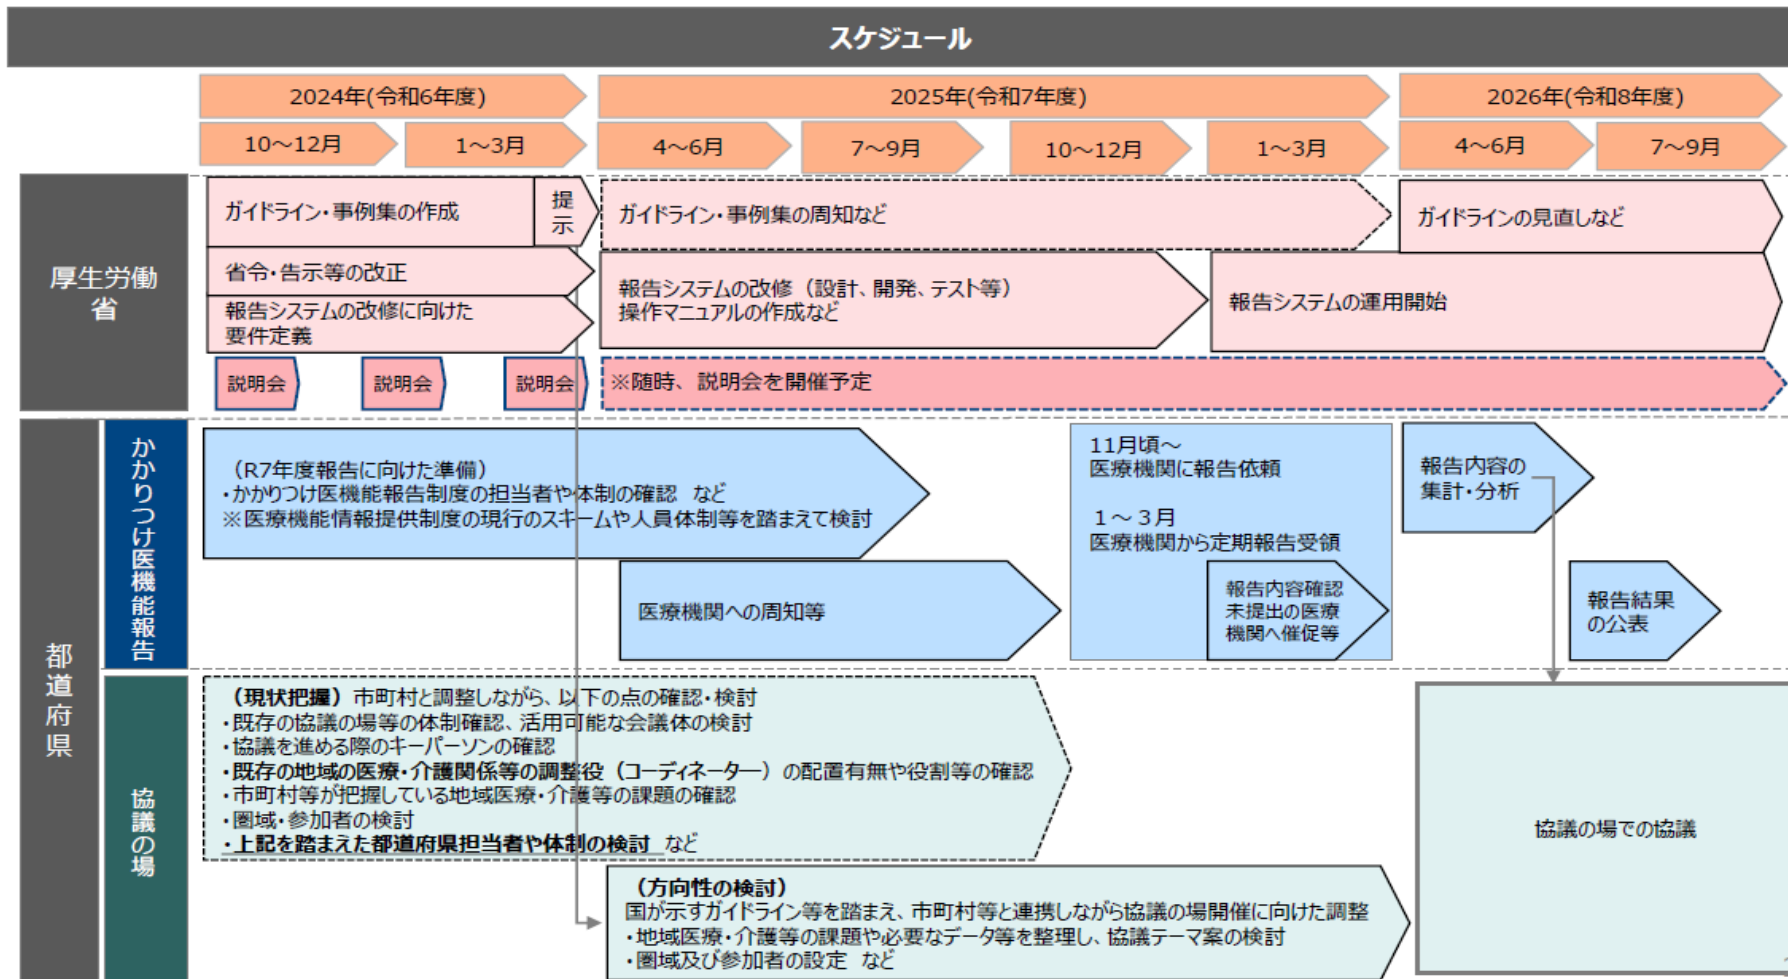 スケジュール
2024年(令和6年度)
2025年(令和7年度)
2026年(令和8年度)
10～12月
1～3月
4～6月
7～9月
10～12月
1～3月
4～6月
7～9月
厚生労働
省
ガイドライン・事例集の作成
提
示
ガイドライン・事例集の周知など
ガイドラインの見直しなど
省令・告示等の改正
報告システムの改修に向けた
要件定義
報告システムの改修（設計、開発、テスト等）
操作マニュアルの作成など
報告システムの運用開始
説明会
説明会
説明会
※随時、説明会を開催予定
都道府県
かかりつけ医機能報告
（R7年度報告に向けた準備）
・かかりつけ医機能報告制度の担当者や体制の確認　など
※医療機能情報提供制度の現行のスキームや人員体制等を踏まえて検討
医療機関への周知等
11月頃～
医療機関に報告依頼
１～３月
医療機関から定期報告受領
報告内容確認
未提出の医療
機関へ催促等
報告内容の
集計・分析
報告結果
の公表
協議の場
（現状把握）市町村と調整しながら、以下の点の確認・検討
・既存の協議の場等の体制確認、活用可能な会議体の検討
・協議を進める際のキーパーソンの確認
・既存の地域の医療・介護関係等の調整役（コーディネーター）の配置有無や役割等の確認
・市町村等が把握している地域医療・介護等の課題の確認
・圏域・参加者の検討
・上記を踏まえた都道府県担当者や体制の検討　など
（方向性の検討）
国が示すガイドライン等を踏まえ、市町村等と連携しながら協議の場開催に向けた調整
・地域医療・介護等の課題や必要なデータ等を整理し、協議テーマ案の検討
・圏域及び参加者の設定　など
協議の場での協議